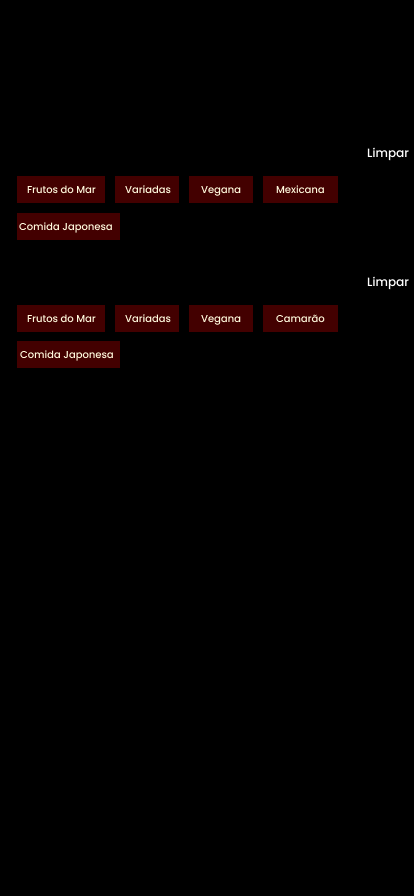 Limpar
Frutos do Mar Variadas Vegana Mexicana
Comida Japonesa
Limpar
Frutos do Mar Variadas Vegana Camarão
Comida Japonesa